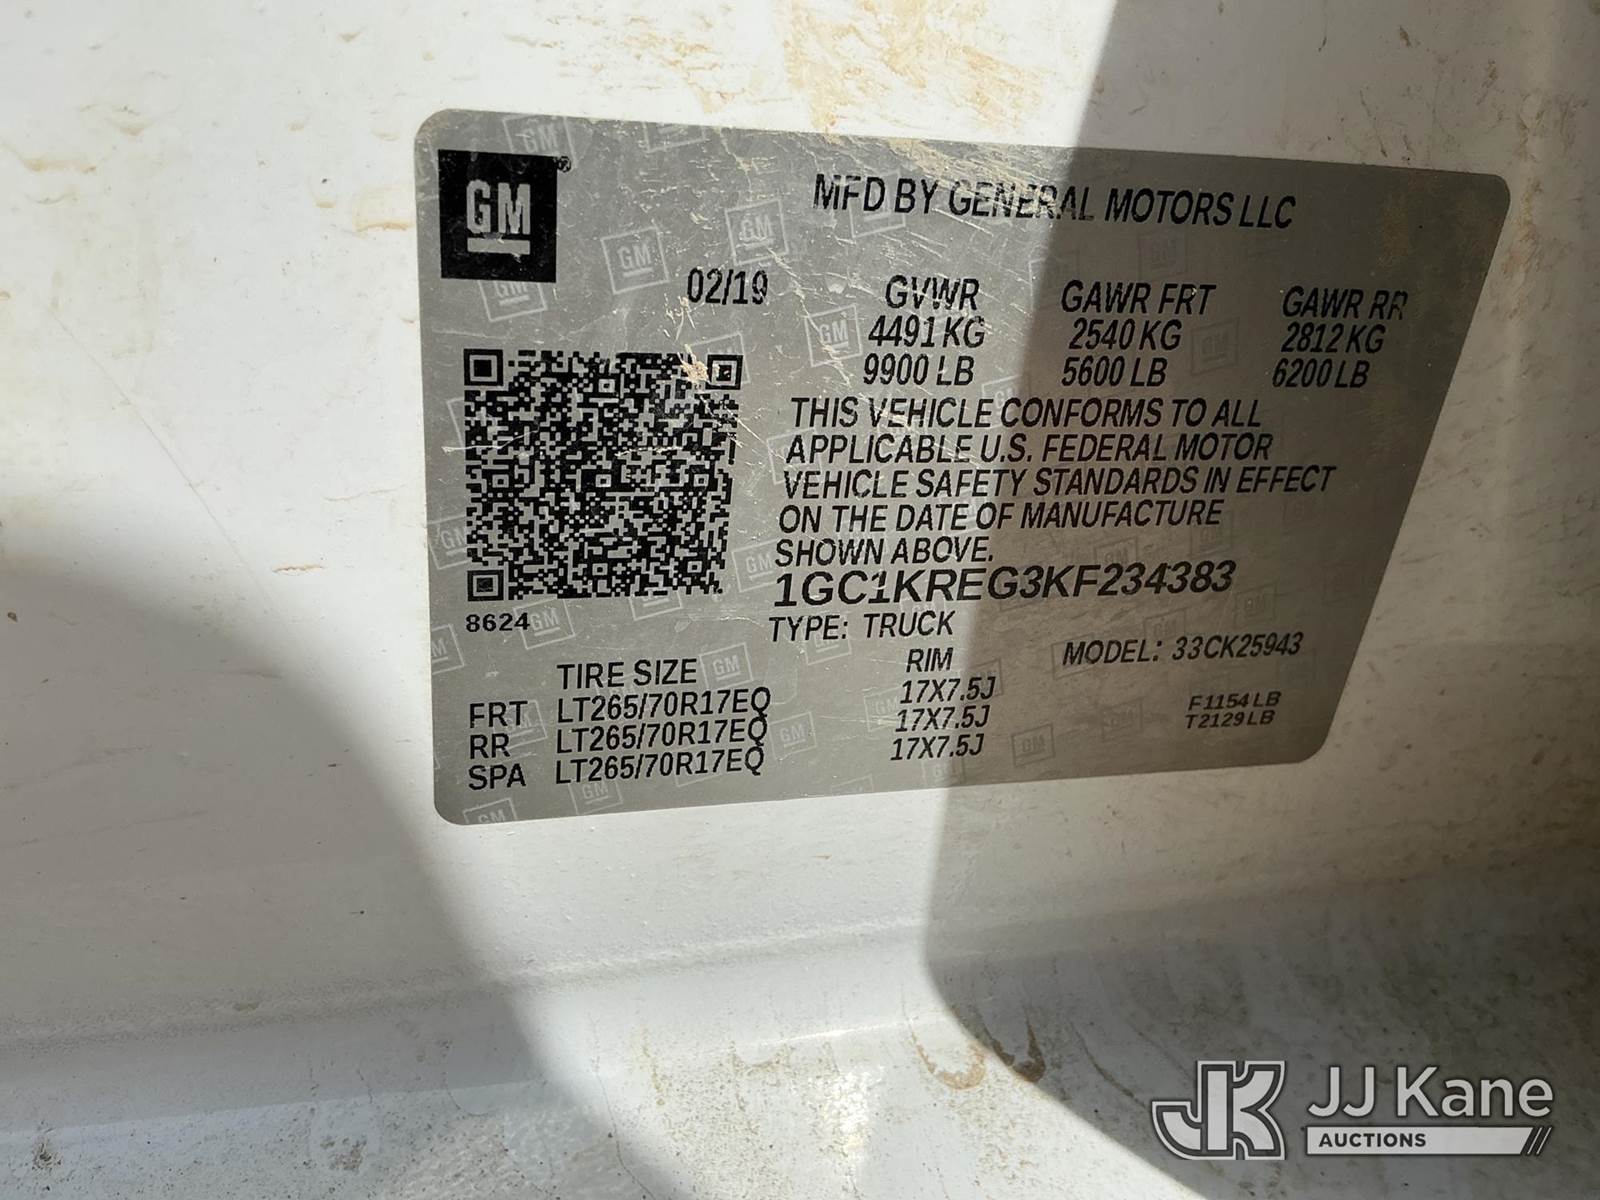 GM
MFD BY GENERAL MOTORS LLC
02/19 GVWR GAWR FRT GAWR RR
4491 KG 2540 KG 2812 KG
9900 LB 5600 LB 6200 LB
THIS VEHICLE CONFORMS TO ALL
APPLICABLE U.S. FEDERAL MOTOR
VEHICLE SAFETY STANDARDS IN EFFECT
ON THE DATE OF MANUFACTURE
SHOWN ABOVE.
1GC1KREG3KF234383
8624
TYPE: TRUCK
MODEL: 33CK25943
TIRE SIZE RIM
FRT LT265/70R17EQ 17X7.5J
RR LT265/70R17EQ 17X7.5J
SPA LT265/70R17EQ 17X7.5J
F1154LB
T2129LB
JK JJ Kane
AUCTIONS